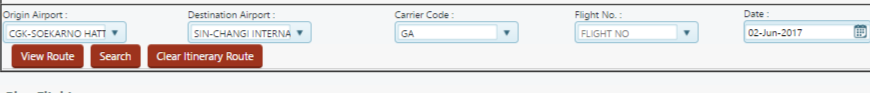 Origin Airport : Destination Airport : Carrier Code : Flight No. : Date :
CGK-SOEKARNO HATT SIN-CHANGI INTERNA GA FLIGHT NO 02-Jun-2017
View Route Search Clear Itinerary Route